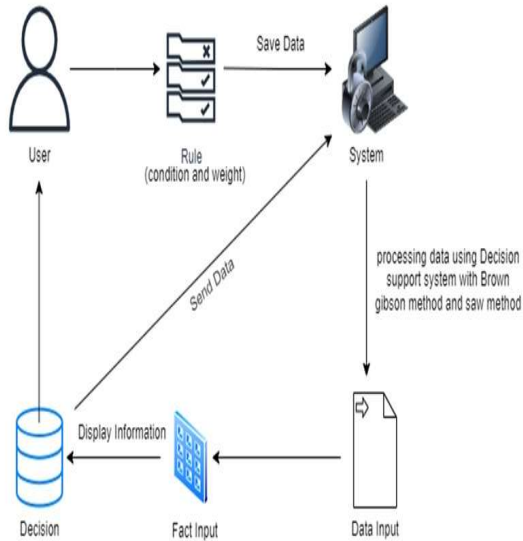 Save Data
User
Rule
(condition and weight)
System
Send Data
processing data using Decision
support system with Brown
gibson method and saw method
Display Information
Decision
Fact Input
Data Input